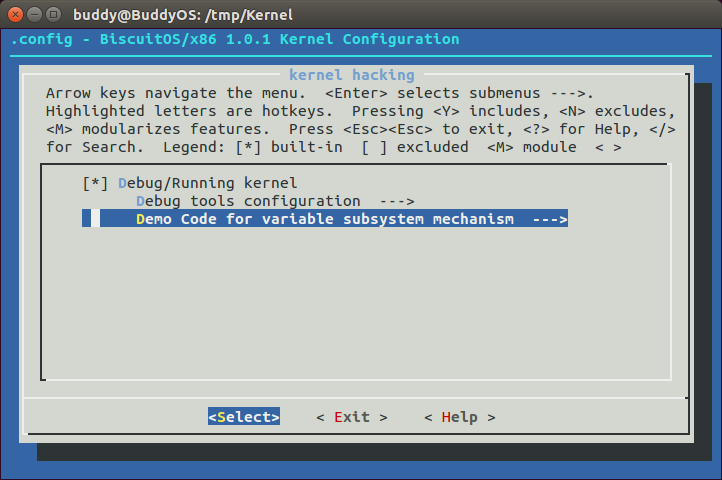 buddy@BuddyOS: /tmp/Kernel
.config - BiscuitOS/x86 1.0.1 Kernel Configuration
kernel hacking
Arrow keys navigate the menu.  <Enter> selects submenus --->.
Highlighted letters are hotkeys.  Pressing <Y> includes, <N> excludes,
<M> modularizes features.  Press <Esc><Esc> to exit, <?> for Help, </>
for Search.  Legend: [*] built-in  [ ] excluded  <M> module  < >
[*] Debug/Running kernel
Debug tools configuration  --->
Demo Code for variable subsystem mechanism  --->
<Select>    < Exit >    < Help >